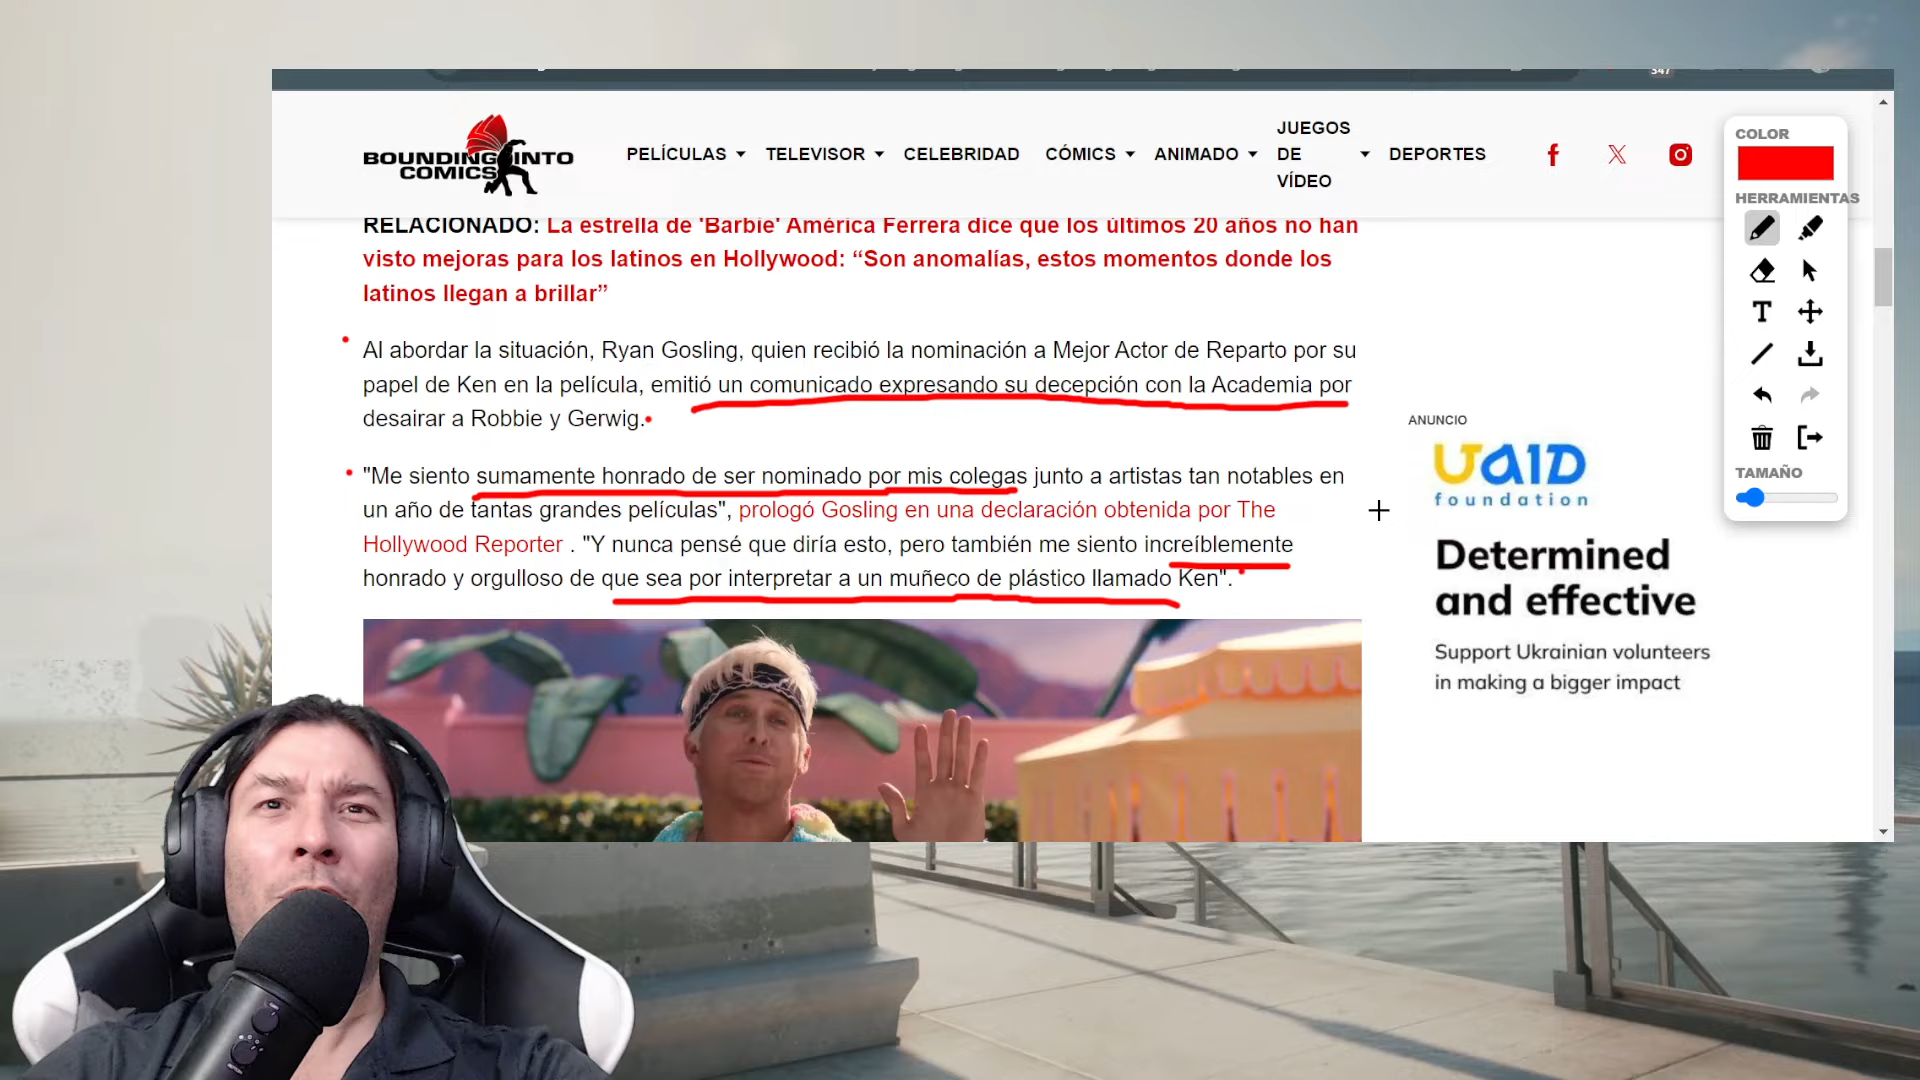 347
BOUNDING INTO
COMICS
PELÍCULAS
TELEVISOR
CELEBRIDAD
CÓMICS
ANIMADO
JUEGOS
DE
VÍDEO
DEPORTES
COLOR
HERRAMIENTAS
TAMAÑO
RELACIONADO: La estrella de 'Barbie' América Ferrera dice que los últimos 20 años no han
visto mejoras para los latinos en Hollywood: “Son anomalías, estos momentos donde los
latinos llegan a brillar”
Al abordar la situación, Ryan Gosling, quien recibió la nominación a Mejor Actor de Reparto por su
papel de Ken en la película, emitió un comunicado expresando su decepción con la Academia por
desairar a Robbie y Gerwig.
"Me siento sumamente honrado de ser nominado por mis colegas junto a artistas tan notables en
un año de tantas grandes películas", prologó Gosling en una declaración obtenida por The
Hollywood Reporter . "Y nunca pensé que diría esto, pero también me siento increíblemente
honrado y orgulloso de que sea por interpretar a un muñeco de plástico llamado Ken".
ANUNCIO
UAID
foundation
Determined
and effective
Support Ukrainian volunteers
in making a bigger impact